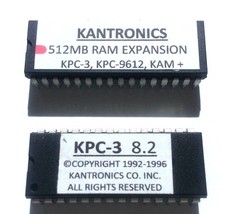 KANTRONICS
512MB RAM EXPANSION
KPC-3, KPC-9612, KAM +
KPC-3 8.2
©COPYRIGHT 1992-1996
KANTRONICS CO. INC.
ALL RIGHTS RESERVED